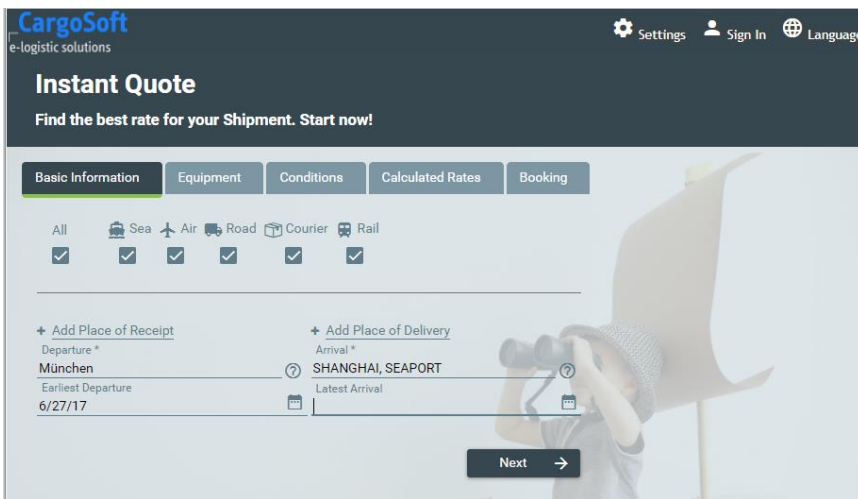 CargoSoft
e-logistic solutions
Settings Sign In Language
Instant Quote
Find the best rate for your Shipment. Start now!
Basic Information Equipment Conditions Calculated Rates Booking
All Sea Air Road Courier Rail
+ Add Place of Receipt + Add Place of Delivery
Departure * Arrival *
München SHANGHAI, SEAPORT
Earliest Departure Latest Arrival
6/27/17
Next